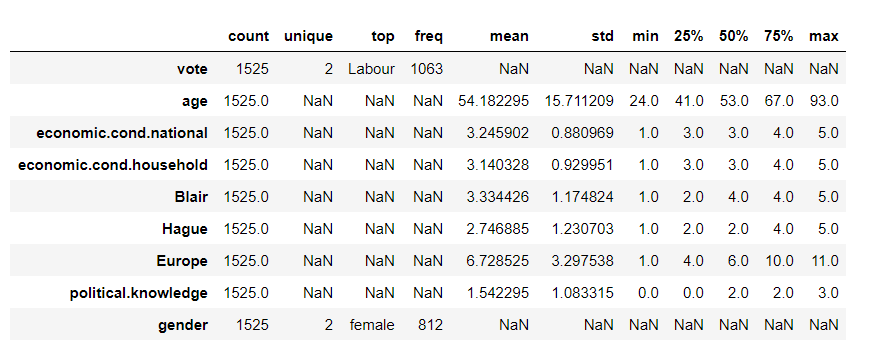 count unique top freq mean std min 25% 50% 75% max
vote 1525 2 Labour 1063 NaN NaN NaN NaN NaN NaN NaN
age 1525.0 NaN NaN NaN 54.182295 15.711209 24.0 41.0 53.0 67.0 93.0
economic.cond.national 1525.0 NaN NaN NaN 3.245902 0.880969 1.0 3.0 3.0 4.0 5.0
economic.cond.household 1525.0 NaN NaN NaN 3.140328 0.929951 1.0 3.0 3.0 4.0 5.0
Blair 1525.0 NaN NaN NaN 3.334426 1.174824 1.0 2.0 4.0 4.0 5.0
Hague 1525.0 NaN NaN NaN 2.746885 1.230703 1.0 2.0 2.0 4.0 5.0
Europe 1525.0 NaN NaN NaN 6.728525 3.297538 1.0 4.0 6.0 10.0 11.0
political.knowledge 1525.0 NaN NaN NaN 1.542295 1.083315 0.0 0.0 2.0 2.0 3.0
gender 1525 2 female 812 NaN NaN NaN NaN NaN NaN NaN